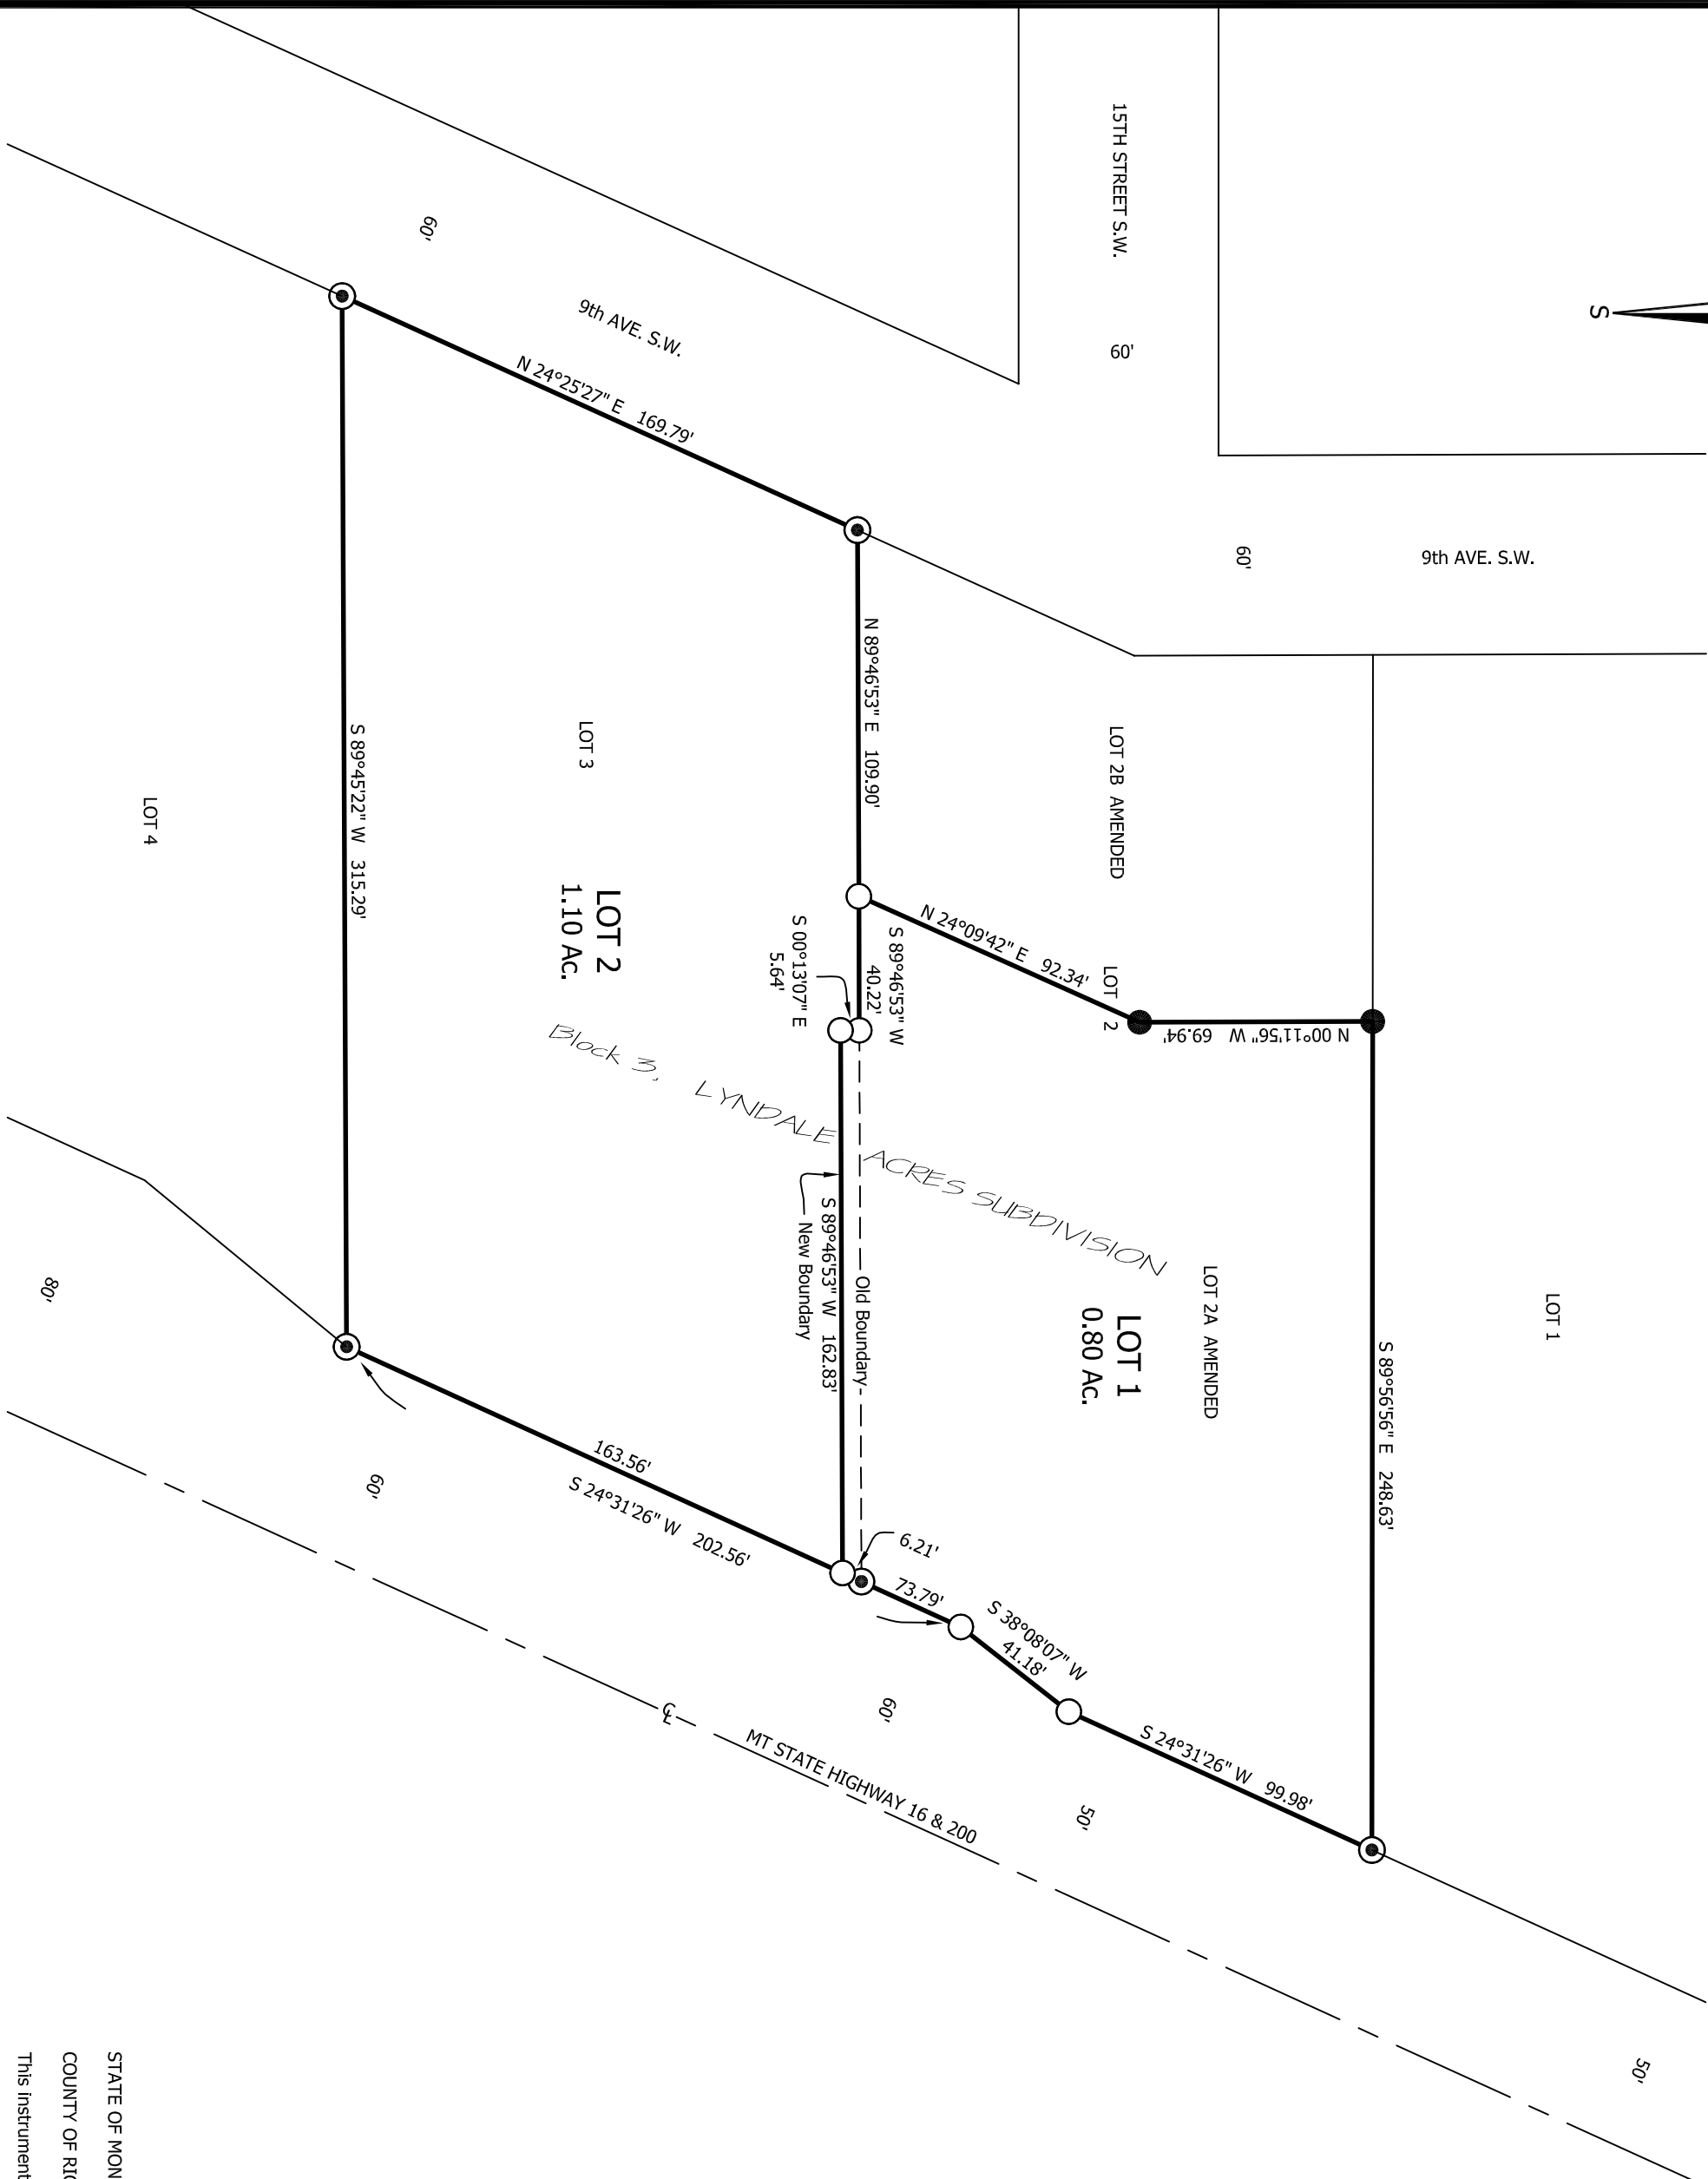 LOT 1
S 89°56'56" E 248.63'
9th AVE. S.W.
60'
15TH STREET S.W.
60'
S
LOT 2B AMENDED
LOT 2
N 00°11'56" W 69.94'
N 24°09'42" E 92.34'
LOT 2A AMENDED
LOT 1
0.80 Ac.
S 24°31'26" W 99.98'
50'
50'
S 38°08'07" W
41.18'
60'
73.79'
6.21'
N 89°46'53" E 109.90'
S 89°46'53" W
40.22'
S 00°13'07" E
5.64'
Old Boundary
S 89°46'53" W 162.83'
New Boundary
Block 3, LYNDALE ACRES SUBDIVISION
9th AVE. S.W.
60'
N 24°25'27" E 169.79'
LOT 3
LOT 2
1.10 Ac.
163.56'
S 24°31'26" W 202.56'
60'
MT STATE HIGHWAY 16 & 200
CL
S 89°45'22" W 315.29'
LOT 4
80'
STATE OF MON
COUNTY OF RIC
This instrument